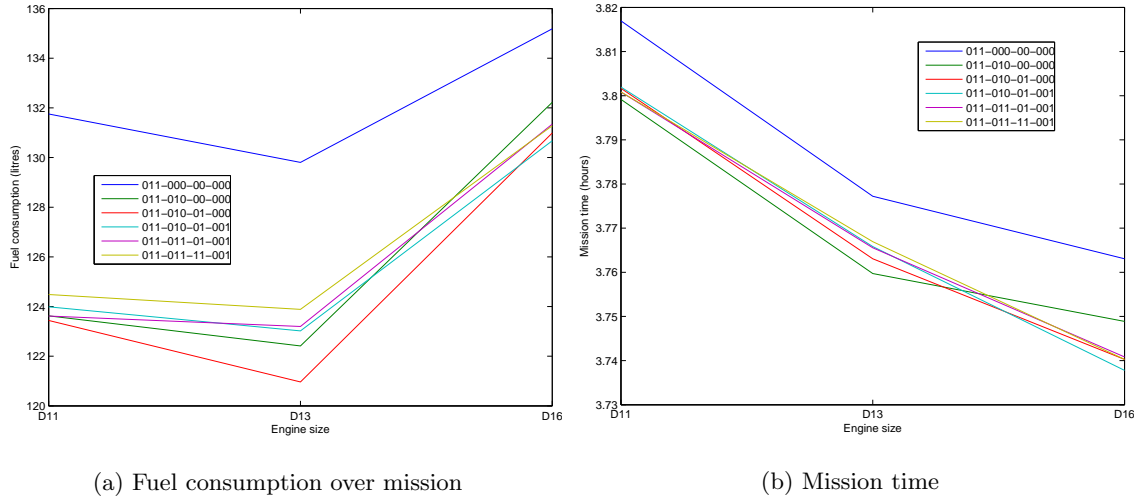 136
134
132
130
128
126
124
122
120
Fuel consumption (litres)
011−000−00−000
011−010−00−000
011−010−01−000
011−010−01−001
011−011−01−001
011−011−11−001
D11
D13
D16
Engine size
(a) Fuel consumption over mission
3.82
3.81
3.8
3.79
3.78
3.77
3.76
3.75
3.74
3.73
Mission time (hours)
011−000−00−000
011−010−00−000
011−010−01−000
011−010−01−001
011−011−01−001
011−011−11−001
D11
D13
D16
Engine size
(b) Mission time